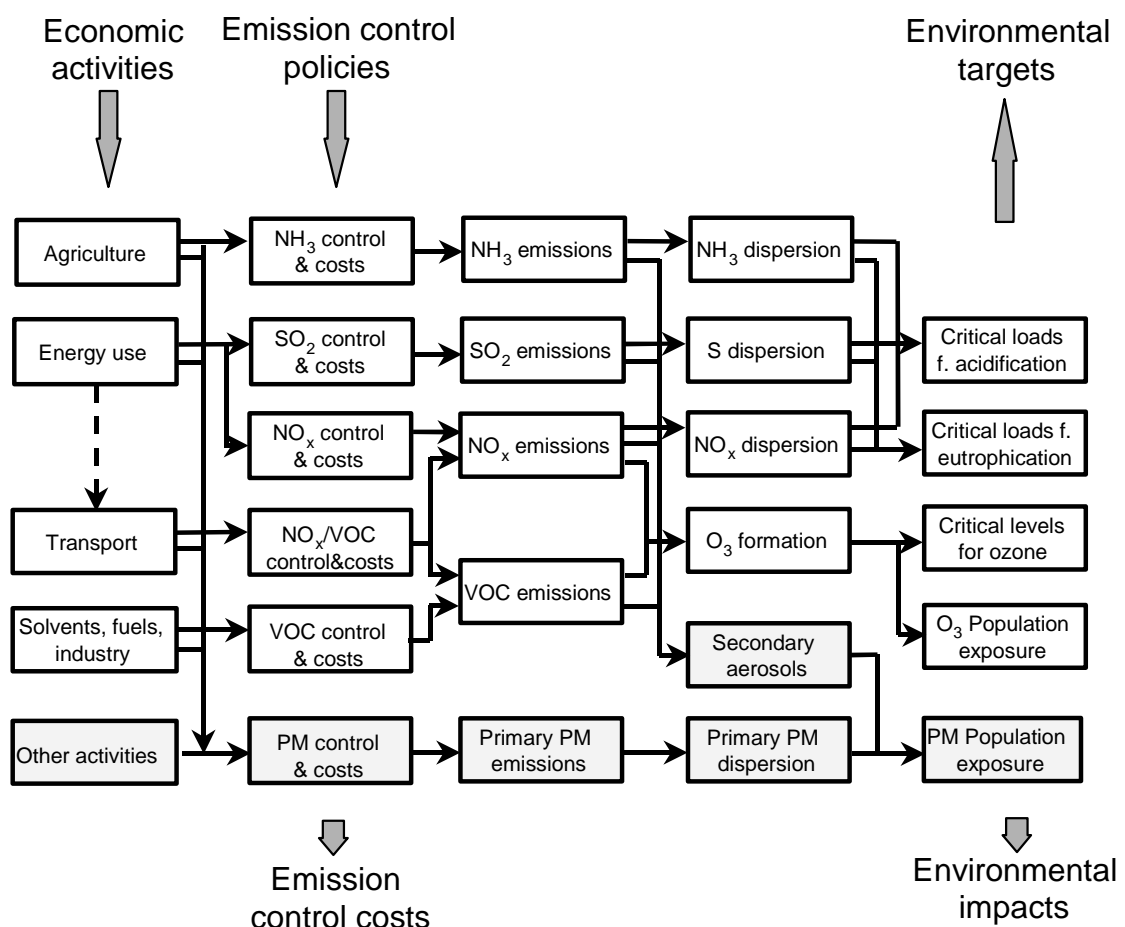 Economic
activities
Emission control
policies
Environmental
targets
Agriculture
NH3 control
& costs
NH3 emissions
NH3 dispersion
Energy use
SO2 control
& costs
SO2 emissions
S dispersion
Critical loads
f. acidification
NOx control
& costs
NOx emissions
NOx dispersion
Critical loads f.
eutrophication
Transport
NOx/VOC
control&costs
O3 formation
Critical levels
for ozone
VOC emissions
Solvents, fuels,
industry
VOC control
& costs
Secondary
aerosols
O3 Population
exposure
Other activities
PM control
& costs
Primary PM
emissions
Primary PM
dispersion
PM Population
exposure
Emission
control costs
Environmental
impacts